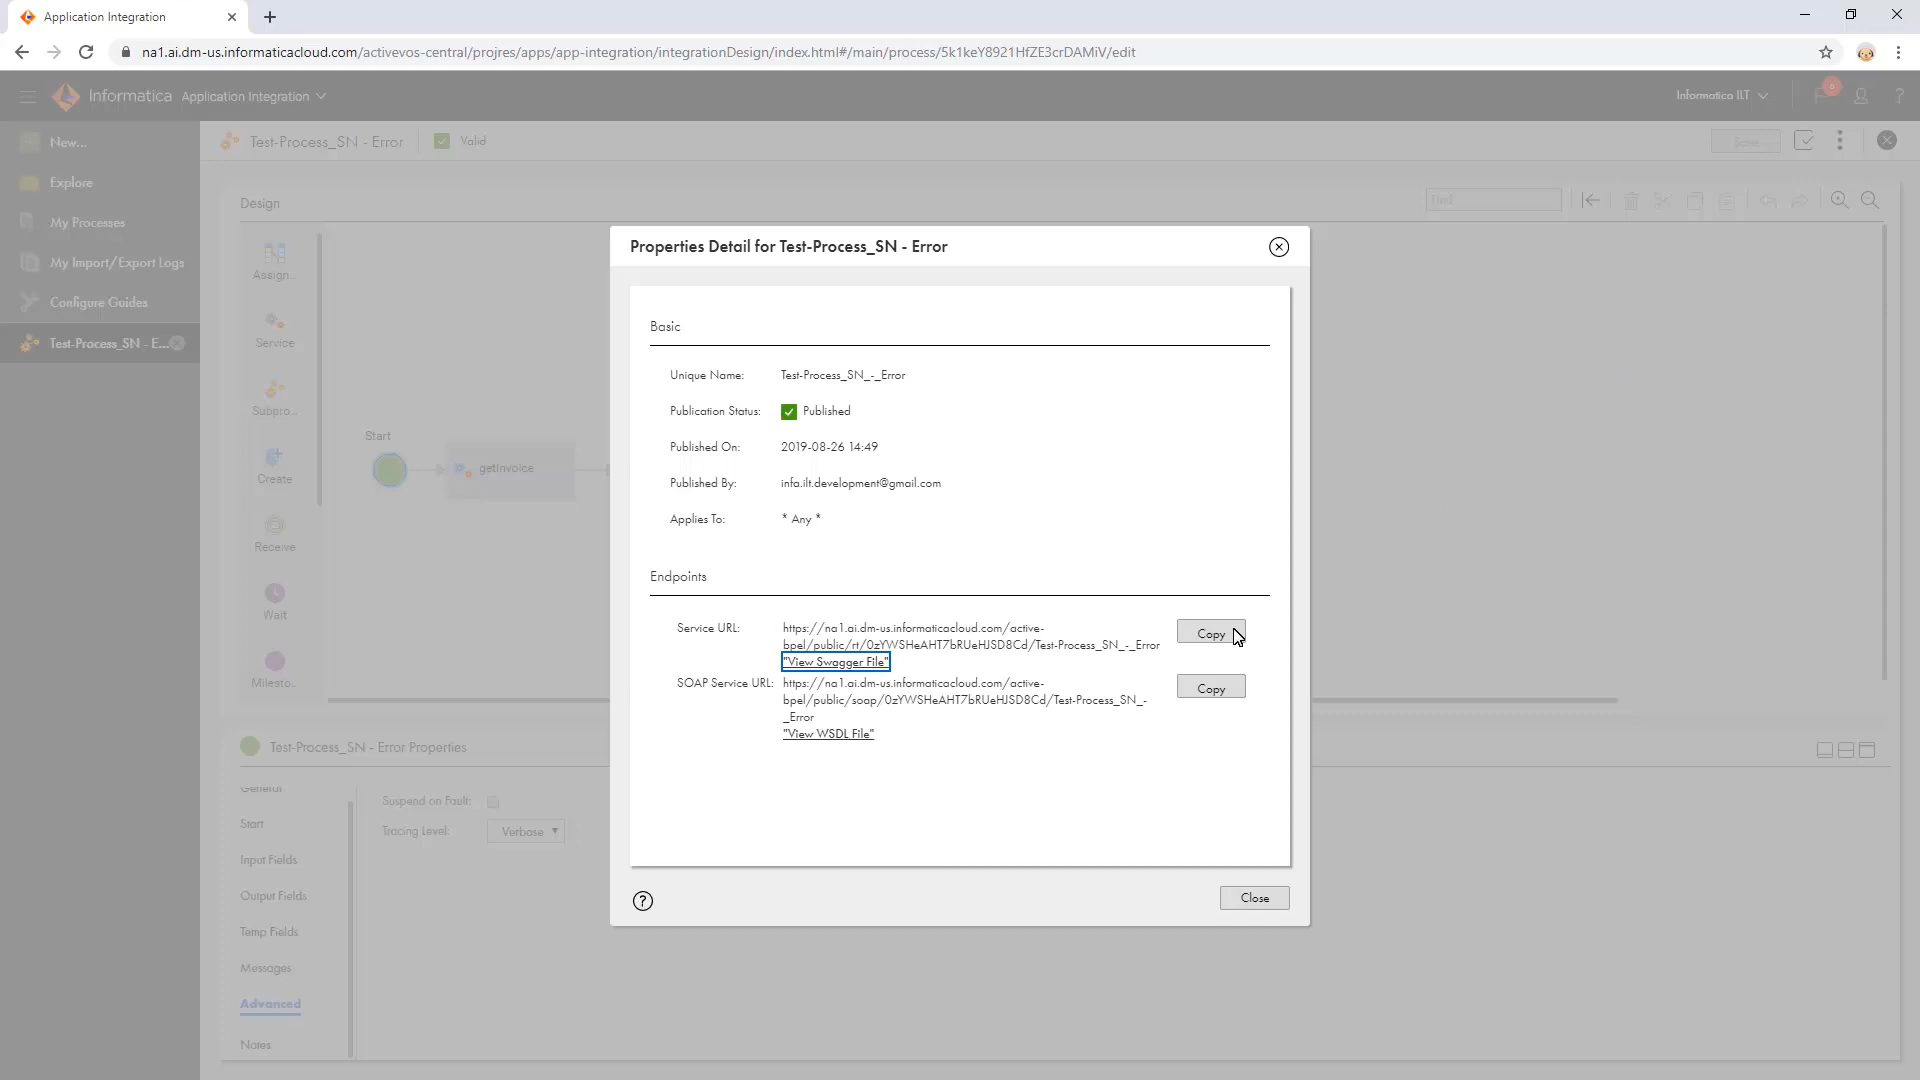 Application Integration
na1.ai.dm-us.informaticacloud.com/activevos-central/projres/apps/app-integration/integrationDesign/index.html#/main/process/5k1keY8921HfZE3crDAMiV/edit
Informatica Application Integration
Informatica ILT
?
New...
Explore
My Processes
My Import/Export Logs
Configure Guides
Test-Process_SN - E...
Test-Process_SN - Error
Valid
Save
Design
Find
Assign...
Service
Subpro...
Create
Receive
Wait
Milesto...
Start
getInvoice
Properties Detail for Test-Process_SN - Error
Basic
Unique Name: Test-Process_SN_-_Error
Publication Status: Published
Published On: 2019-08-26 14:49
Published By: infa.ilt.development@gmail.com
Applies To: * Any *
Endpoints
Service URL: https://na1.ai.dm-us.informaticacloud.com/active-
bpel/public/rt/0zYWSHeAHT7bRUeHJSD8Cd/Test-Process_SN_-_Error
Copy
"View Swagger File"
SOAP Service URL: https://na1.ai.dm-us.informaticacloud.com/active-
bpel/public/soap/0zYWSHeAHT7bRUeHJSD8Cd/Test-Process_SN_-
_Error
Copy
"View WSDL File"
?
Close
Test-Process_SN - Error Properties
General
Start
Input Fields
Output Fields
Temp Fields
Messages
Advanced
Notes
Suspend on Fault:
Tracing Level: Verbose